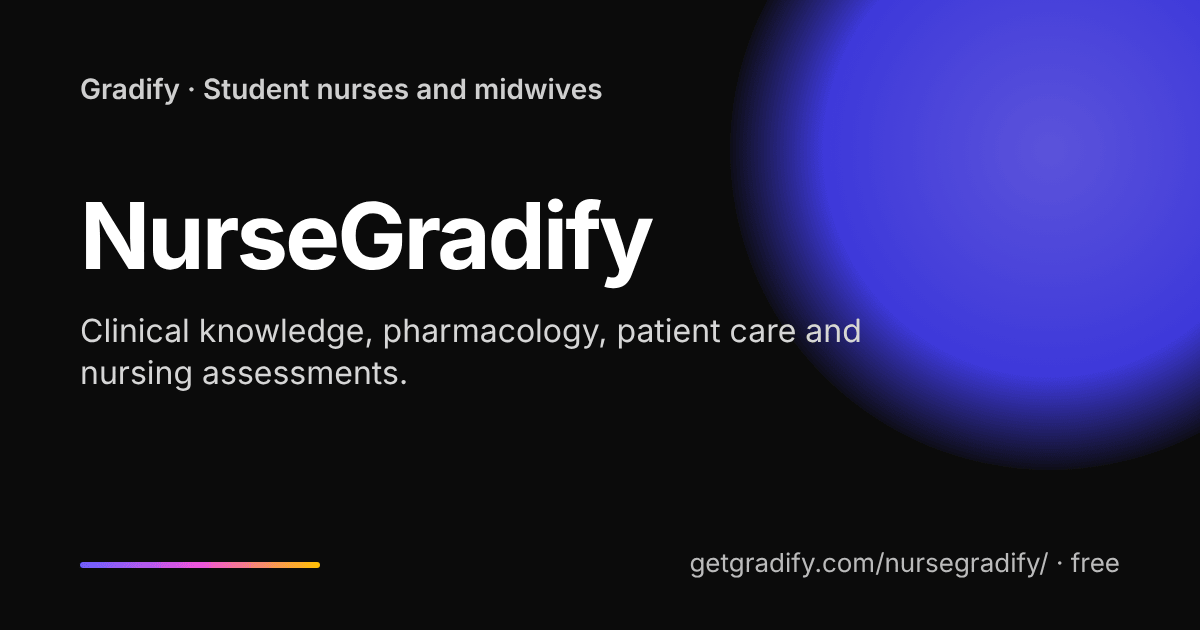 Gradify · Student nurses and midwives
NurseGradify
Clinical knowledge, pharmacology, patient care and
nursing assessments.
getgradify.com/nursegradify/ · free